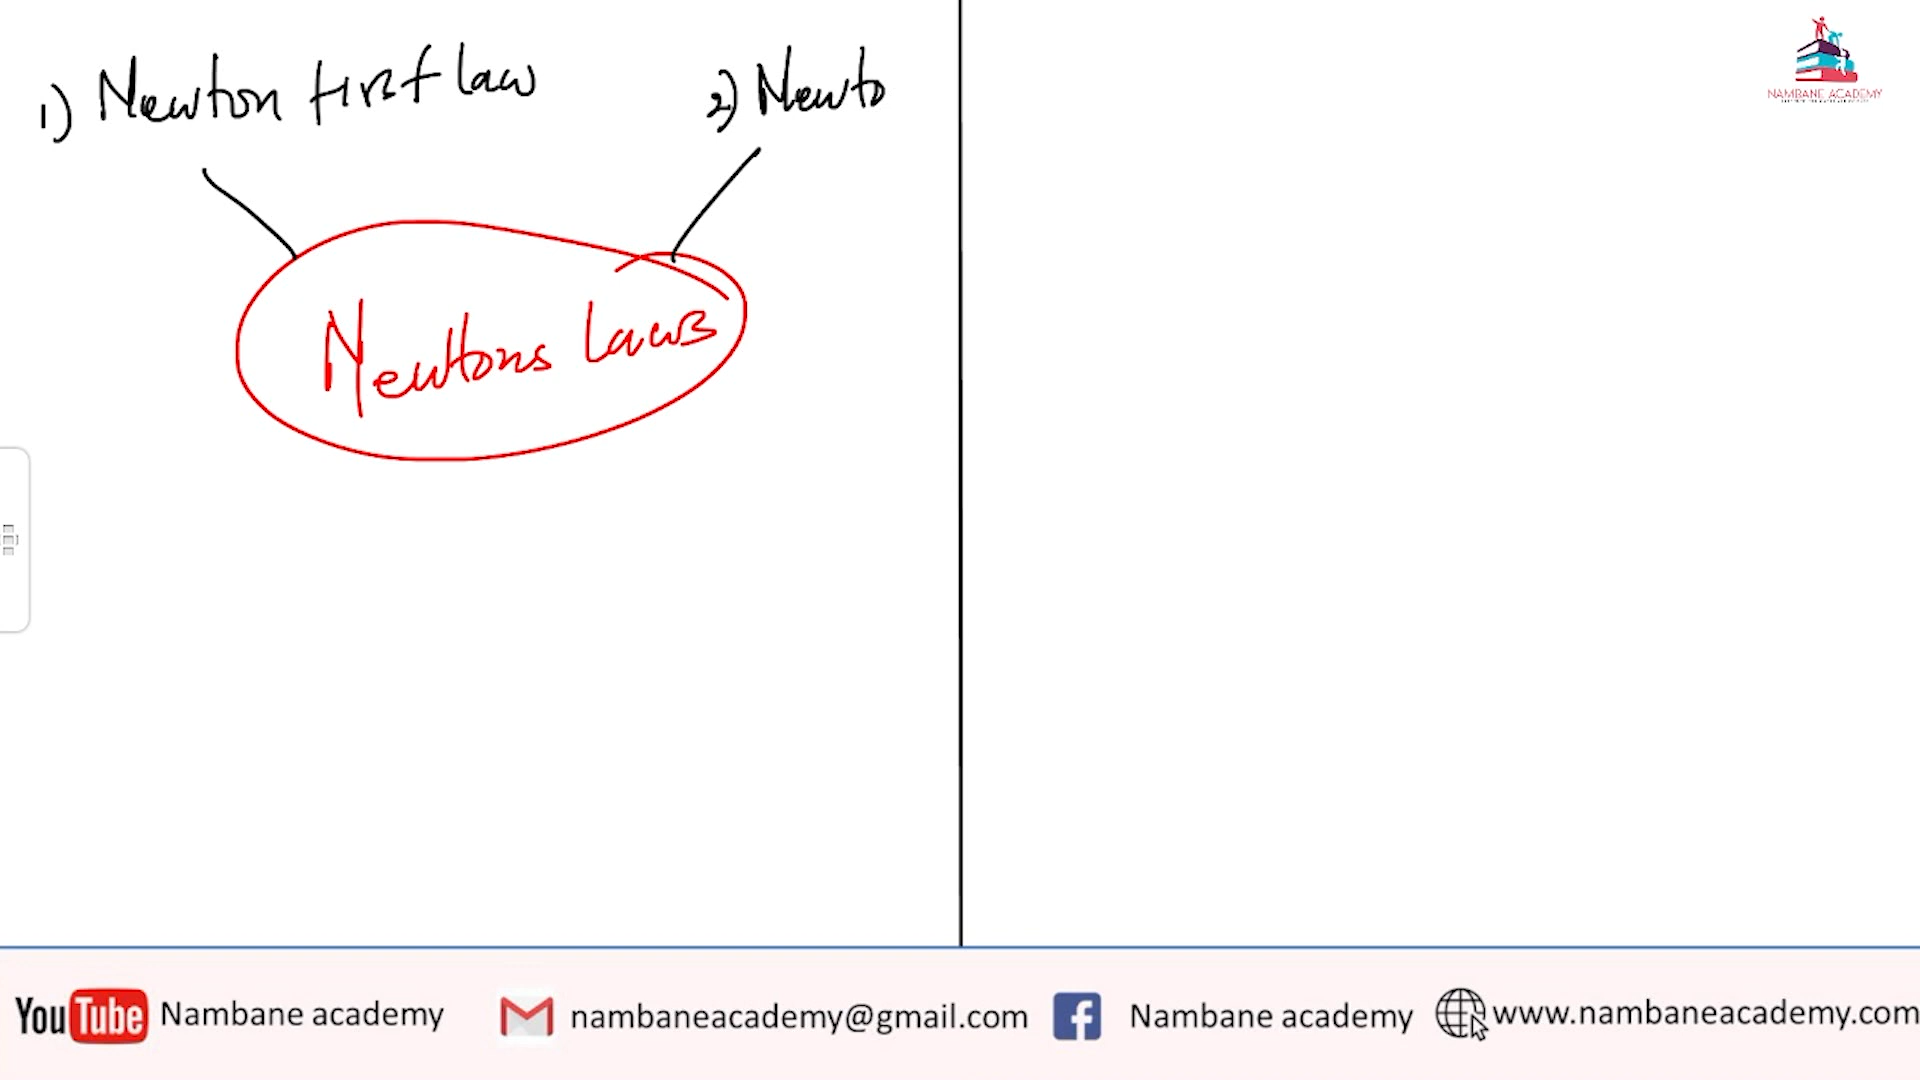 1) Newton first law
2) Newto
Newtons laws
NAMBANE ACADEMY
YouTube Nambane academy
nambaneacademy@gmail.com
Nambane academy
www.nambaneacademy.com